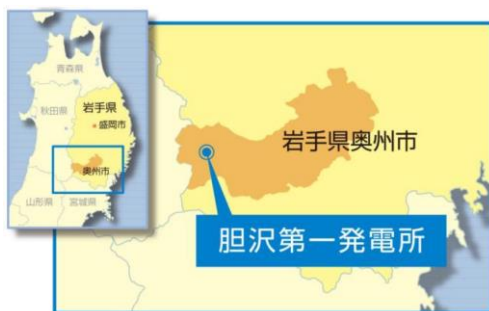 青森県
秋田県
岩手県
盛岡市
奥州市
山形県
宮城県
岩手県奥州市
胆沢第一発電所